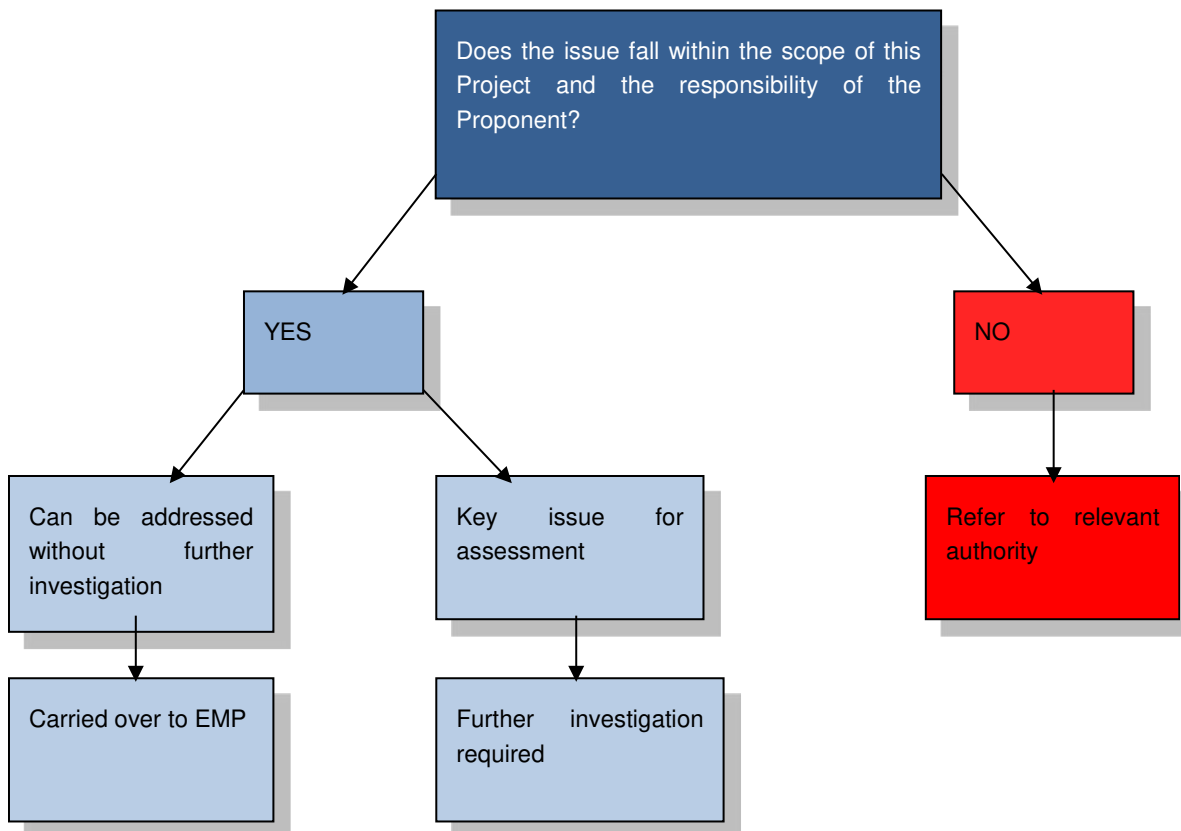 Does the issue fall within the scope of this
Project and the responsibility of the
Proponent?
YES
NO
Can be addressed
without further
investigation
Key issue for
assessment
Refer to relevant
authority
Carried over to EMP
Further investigation
required